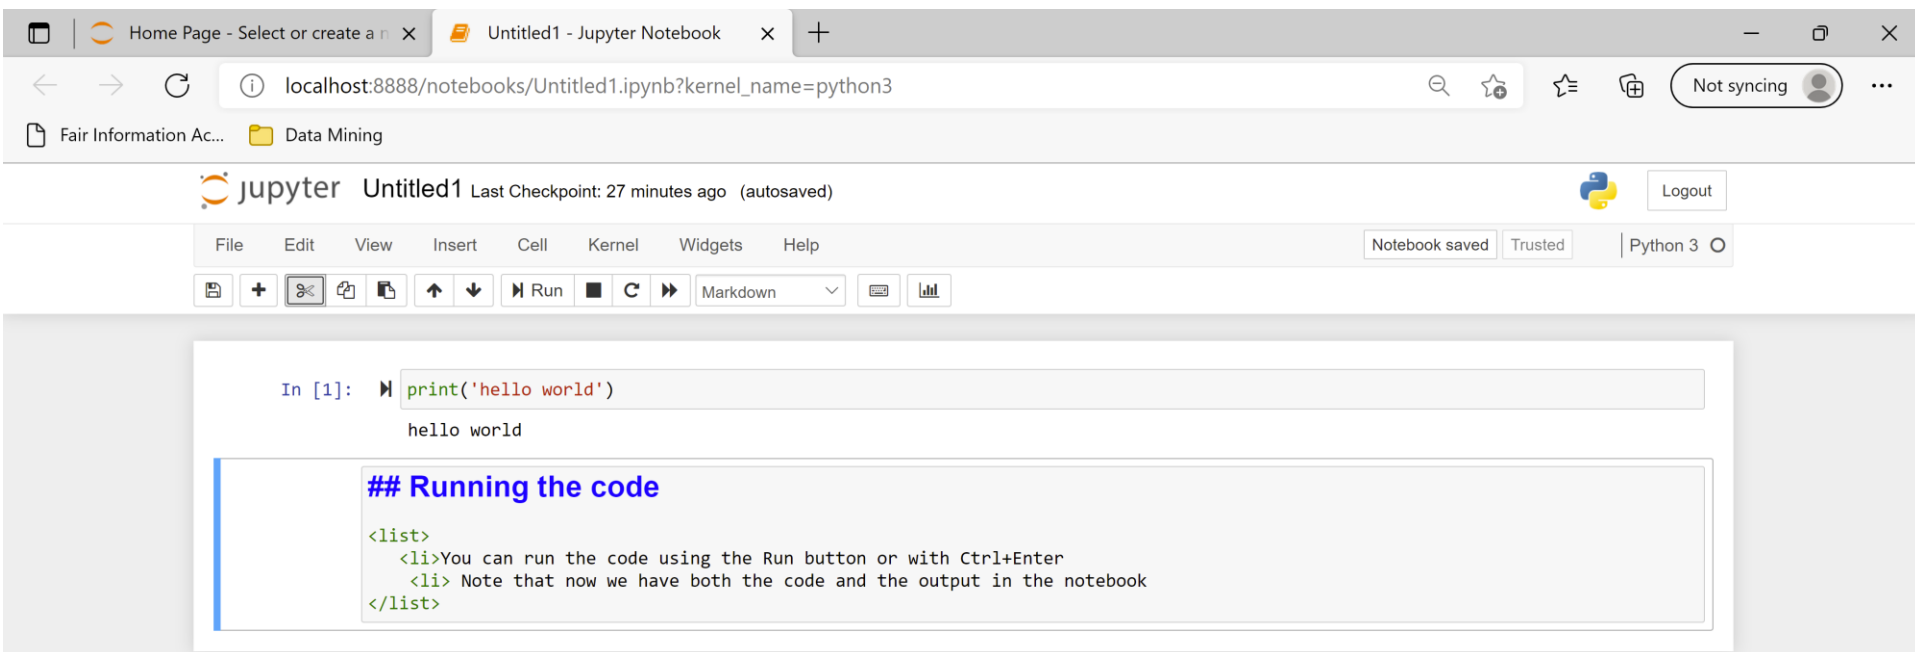 Home Page - Select or create a n
Untitled1 - Jupyter Notebook
localhost:8888/notebooks/Untitled1.ipynb?kernel_name=python3
Not syncing
Fair Information Ac... Data Mining
jupyter Untitled1 Last Checkpoint: 27 minutes ago (autosaved)
Logout
File Edit View Insert Cell Kernel Widgets Help
Notebook saved Trusted Python 3
Run Markdown
In [1]: print('hello world')
hello world
## Running the code
<list>
<li>You can run the code using the Run button or with Ctrl+Enter
<li> Note that now we have both the code and the output in the notebook
</list>